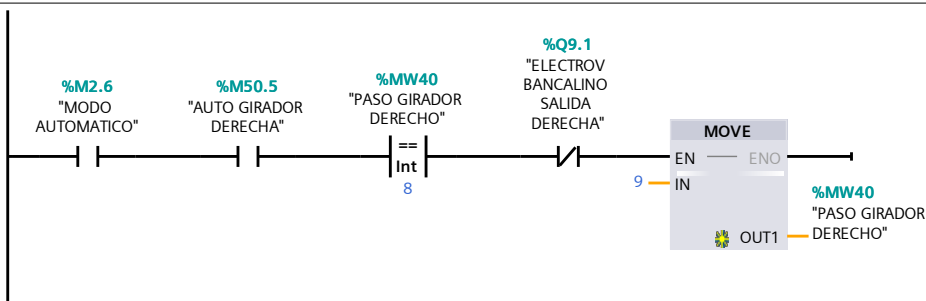 %M2.6
"MODO
AUTOMATICO"
%M50.5
"AUTO GIRADOR
DERECHA"
%MW40
"PASO GIRADOR
DERECHO"
==
Int
8
%Q9.1
"ELECTROV
BANCALINO
SALIDA
DERECHA"
MOVE
EN
ENO
9
IN
OUT1
%MW40
"PASO GIRADOR
DERECHO"